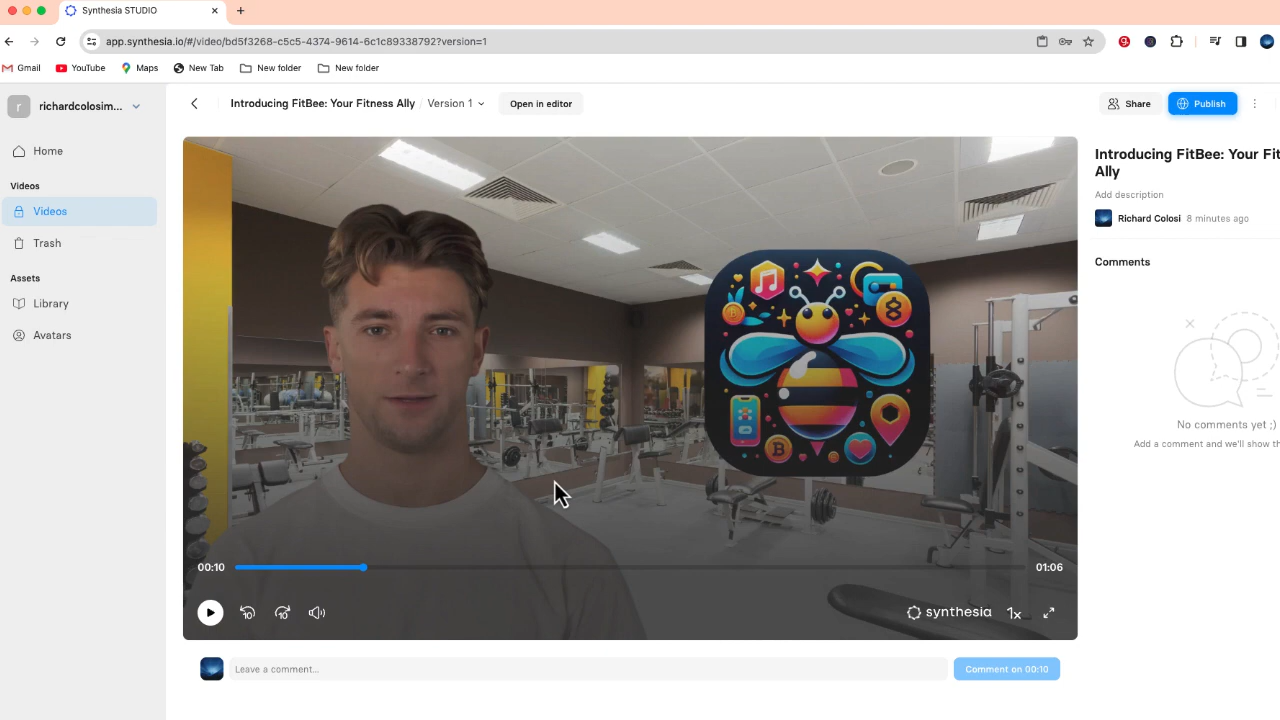 Synthesia STUDIO
app.synthesia.io/#/video/bd5f3268-c5c5-4374-9614-6c1c89338792?version=1
Gmail YouTube Maps New Tab New folder New folder
r richardcolosim...
Home
Videos
Videos
Trash
Assets
Library
Avatars
Introducing FitBee: Your Fitness Ally / Version 1 Open in editor
Share Publish
00:10 01:06
10 10 synthesia 1x
Leave a comment... Comment on 00:10
Introducing FitBee: Your Fit
Ally
Add description
Richard Colosi 8 minutes ago
Comments
No comments yet ;)
Add a comment and we'll show th